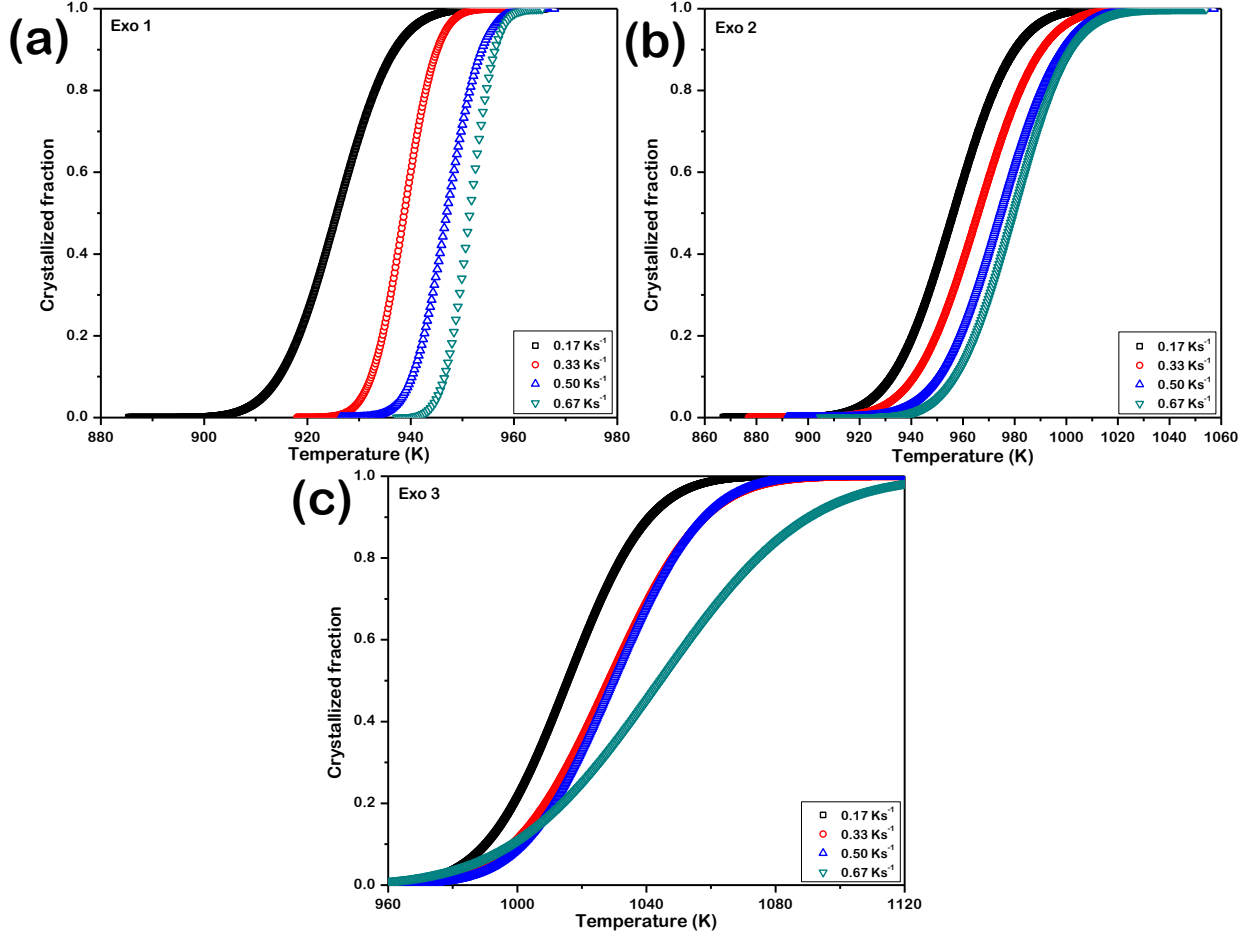 (a)
Exo 1
Crystallized fraction
1.0
0.8
0.6
0.4
0.2
0.0
880 900 920 940 960 980
Temperature (K)
0.17 Ks⁻¹
0.33 Ks⁻¹
0.50 Ks⁻¹
0.67 Ks⁻¹
(b)
Exo 2
Crystallized fraction
1.0
0.8
0.6
0.4
0.2
0.0
860 880 900 920 940 960 980 1000 1020 1040 1060
Temperature (K)
0.17 Ks⁻¹
0.33 Ks⁻¹
0.50 Ks⁻¹
0.67 Ks⁻¹
(c)
Exo 3
Crystallized fraction
1.0
0.8
0.6
0.4
0.2
0.0
960 1000 1040 1080 1120
Temperature (K)
0.17 Ks⁻¹
0.33 Ks⁻¹
0.50 Ks⁻¹
0.67 Ks⁻¹